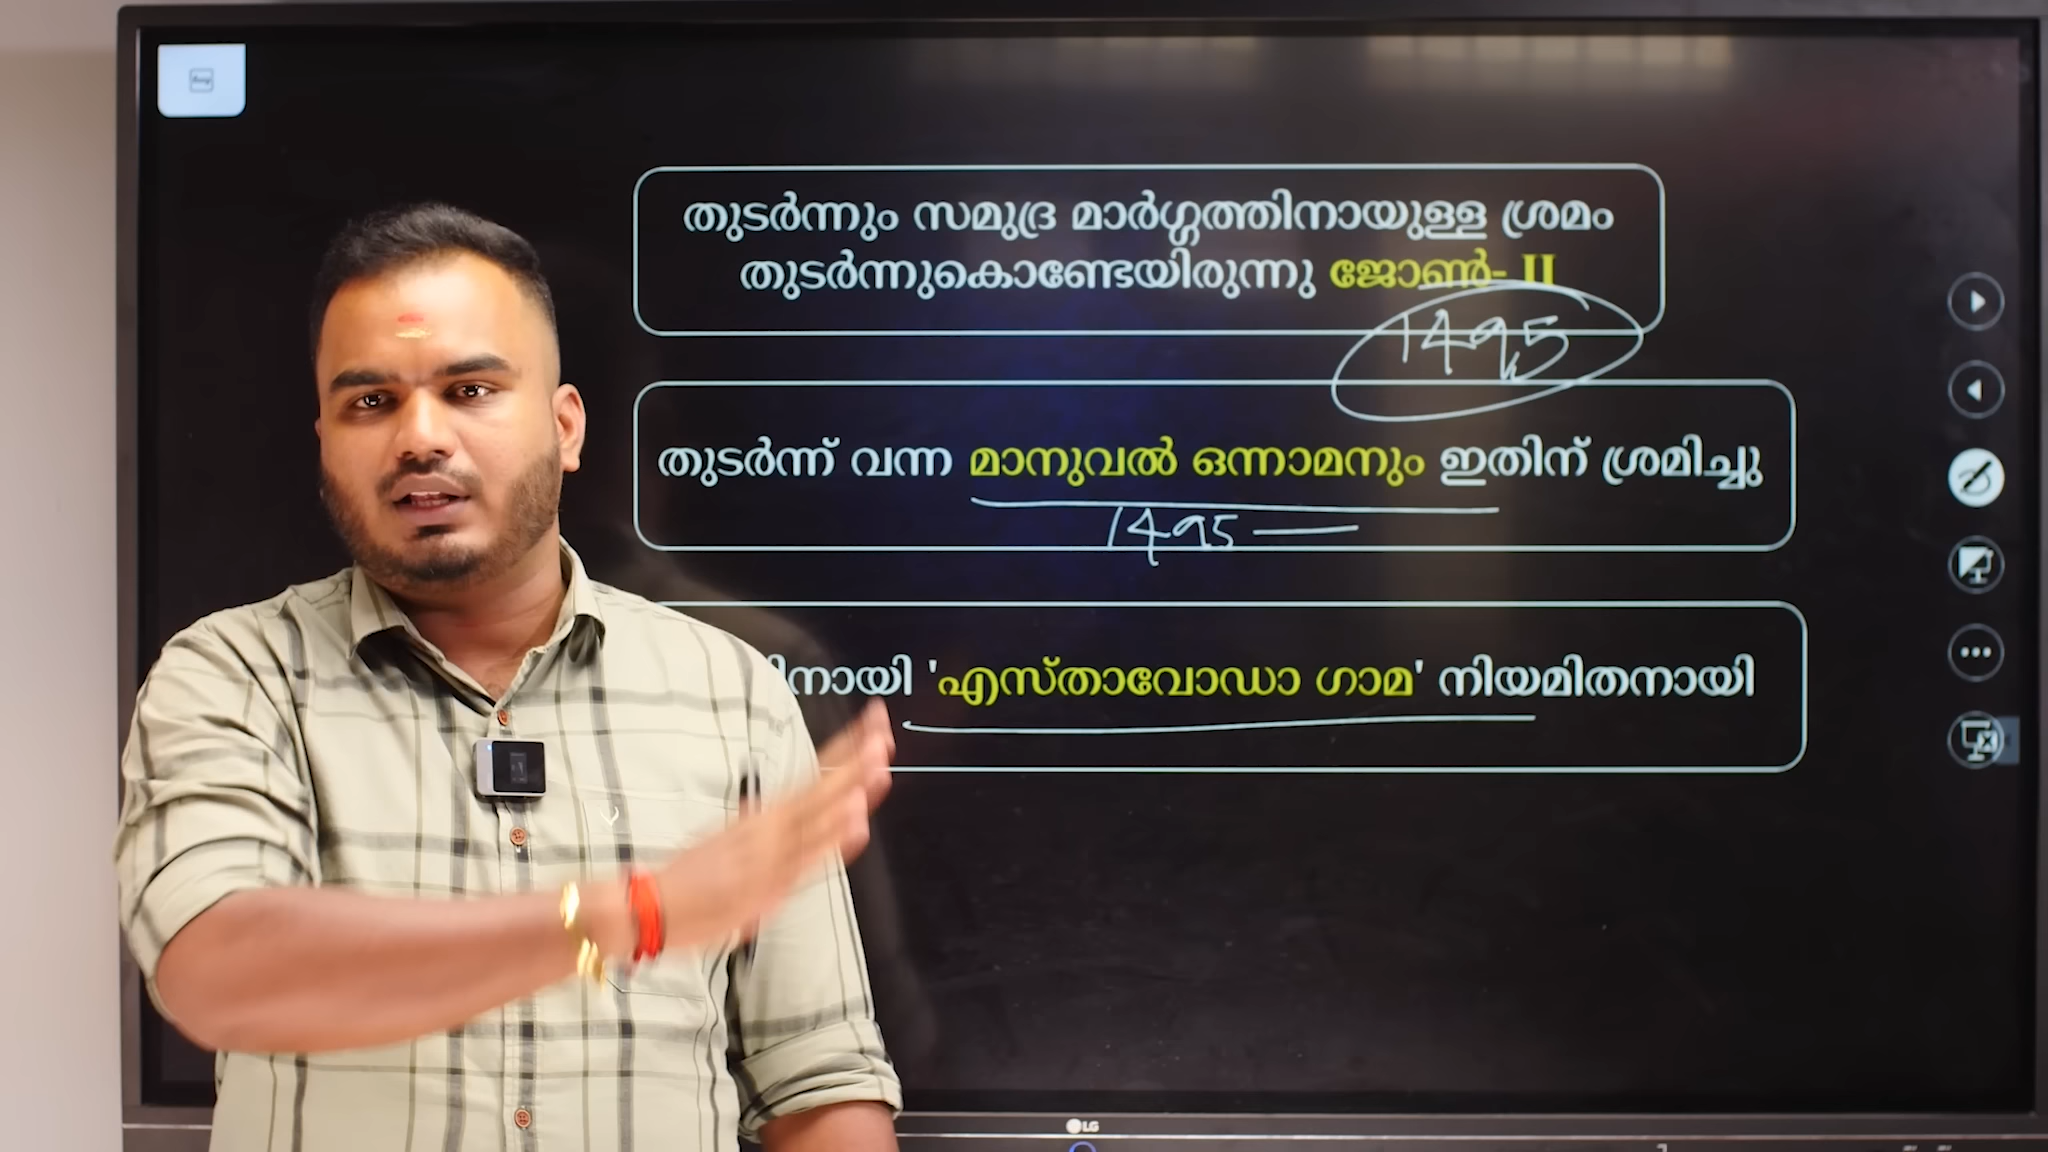 തുടർന്നും സമുദ്ര മാർഗ്ഗത്തിനായുള്ള ശ്രമം
തുടർന്നുകൊണ്ടേയിരുന്നു ജോൺ- II
1495
തുടർന്ന് വന്ന മാനുവൽ ഒന്നാമനും ഇതിന് ശ്രമിച്ചു
1495 —
'എസ്താവോഡാ ഗാമ' നിയമിതനായി
LG